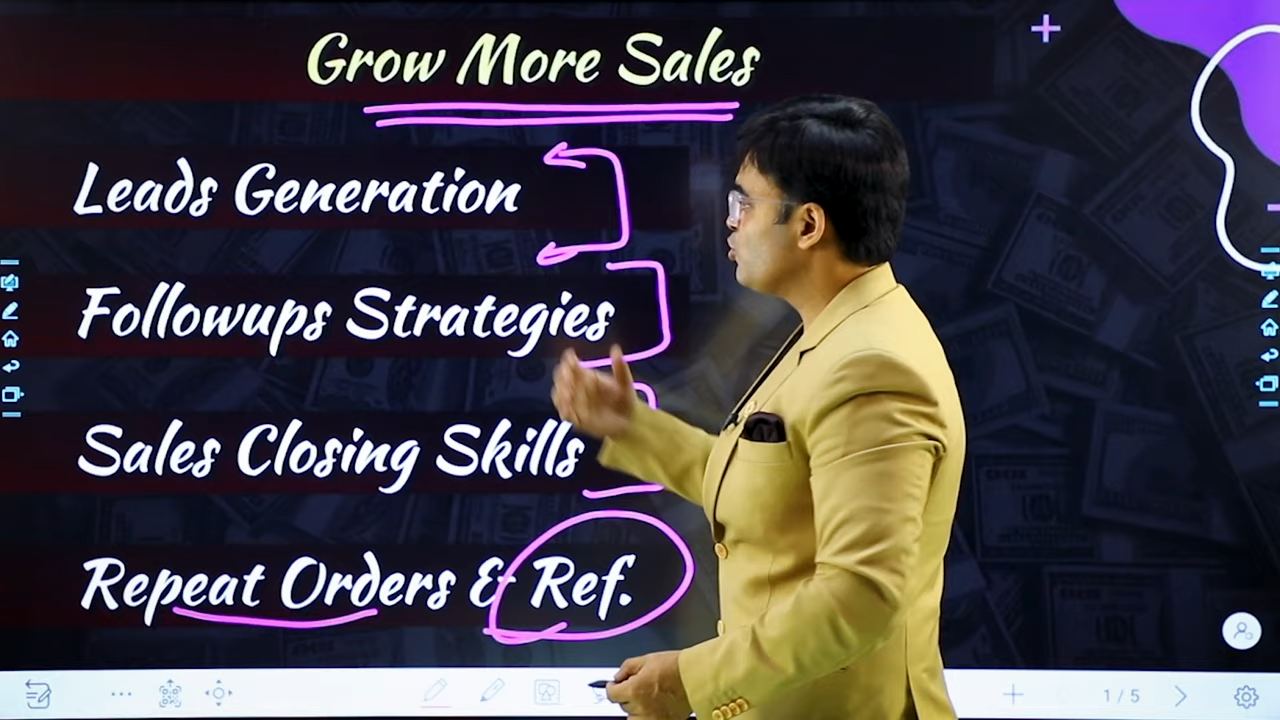 Grow More Sales
Leads Generation
Followups Strategies
Sales Closing Skills
Repeat Orders & Ref.
1/5